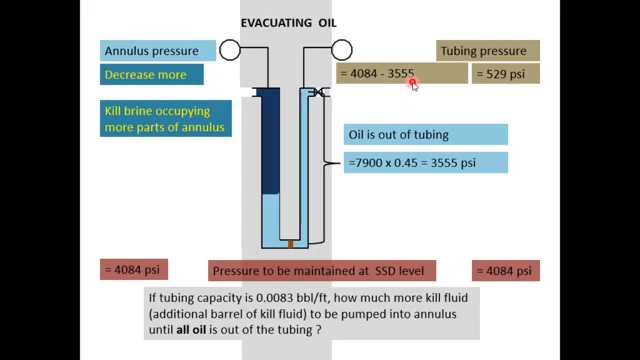 EVACUATING OIL
Annulus pressure
Tubing pressure
Decrease more
= 4084 - 3555
= 529 psi
Kill brine occupying
more parts of annulus
Oil is out of tubing
=7900 x 0.45 = 3555 psi
= 4084 psi
Pressure to be maintained at SSD level
= 4084 psi
If tubing capacity is 0.0083 bbl/ft, how much more kill fluid
(additional barrel of kill fluid) to be pumped into annulus
until all oil is out of the tubing ?